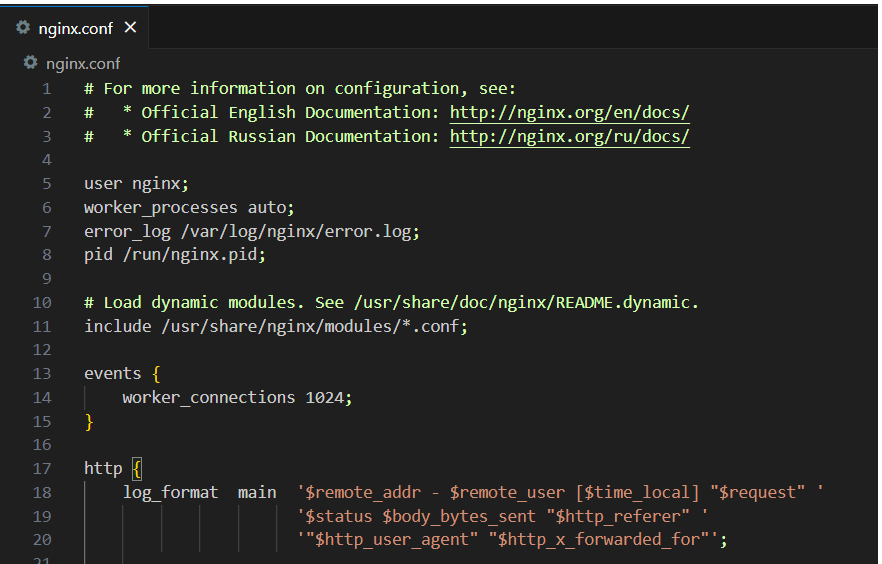 nginx.conf ×
nginx.conf
1 # For more information on configuration, see:
2 #   * Official English Documentation: http://nginx.org/en/docs/
3 #   * Official Russian Documentation: http://nginx.org/ru/docs/
4
5 user nginx;
6 worker_processes auto;
7 error_log /var/log/nginx/error.log;
8 pid /run/nginx.pid;
9
10 # Load dynamic modules. See /usr/share/doc/nginx/README.dynamic.
11 include /usr/share/nginx/modules/*.conf;
12
13 events {
14     worker_connections 1024;
15 }
16
17 http {
18     log_format  main  '$remote_addr - $remote_user [$time_local] "$request" '
19                       '$status $body_bytes_sent "$http_referer" '
20                       '"$http_user_agent" "$http_x_forwarded_for"';
21